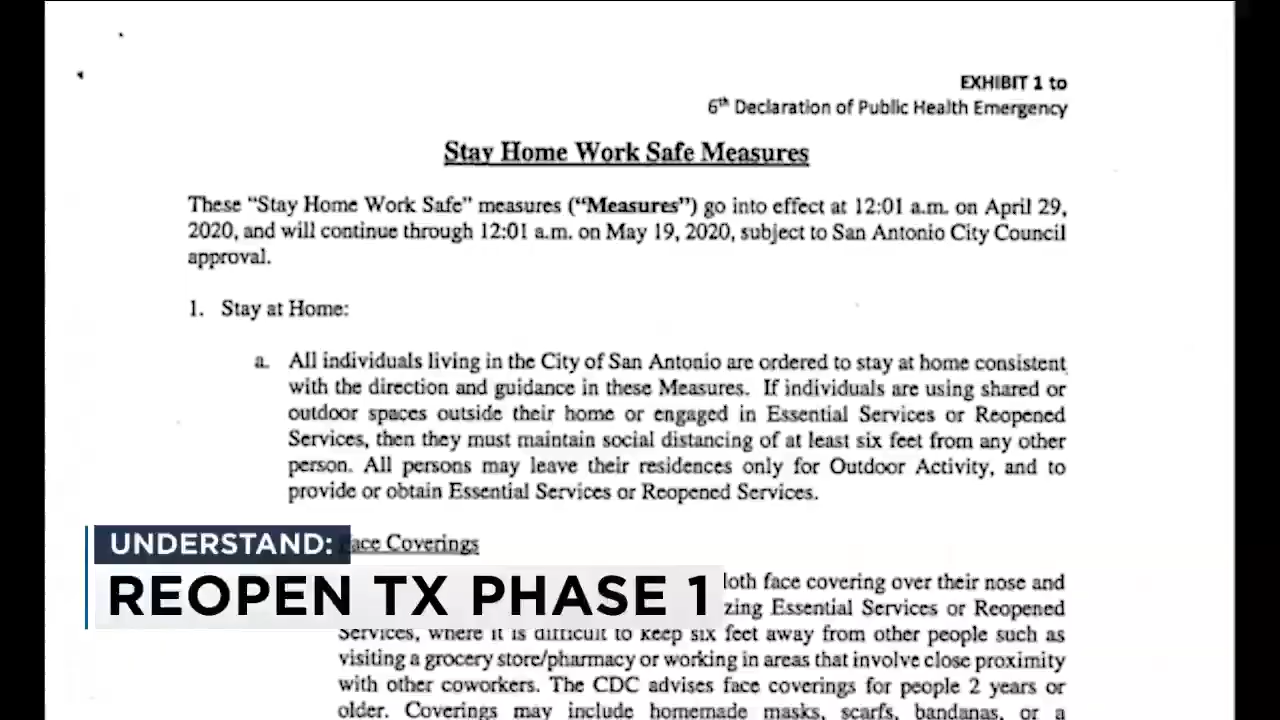 EXHIBIT 1 to
6th Declaration of Public Health Emergency
Stay Home Work Safe Measures
These “Stay Home Work Safe” measures (“Measures”) go into effect at 12:01 a.m. on April 29,
2020, and will continue through 12:01 a.m. on May 19, 2020, subject to San Antonio City Council
approval.
1. Stay at Home:
a. All individuals living in the City of San Antonio are ordered to stay at home consistent
with the direction and guidance in these Measures. If individuals are using shared or
outdoor spaces outside their home or engaged in Essential Services or Reopened
Services, then they must maintain social distancing of at least six feet from any other
person. All persons may leave their residences only for Outdoor Activity, and to
provide or obtain Essential Services or Reopened Services.
UNDERSTAND:
Coverings
REOPEN TX PHASE 1
face covering over their nose and
Essential Services or Reopened
Services, where it is difficult to keep six feet away from other people such as
visiting a grocery store/pharmacy or working in areas that involve close proximity
with other coworkers. The CDC advises face coverings for people 2 years or
older. Coverings may include homemade masks, scarfs, bandanas, or a